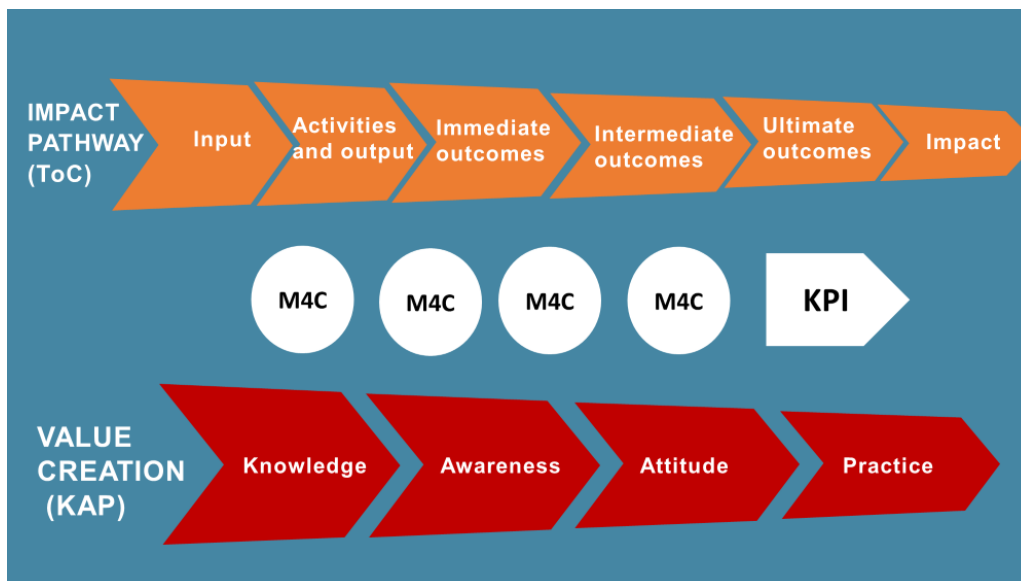 IMPACT
PATHWAY
(ToC)
Input
Activities
and output
Immediate
outcomes
Intermediate
outcomes
Ultimate
outcomes
Impact
M4C
M4C
M4C
M4C
KPI
VALUE
CREATION
(KAP)
Knowledge
Awareness
Attitude
Practice